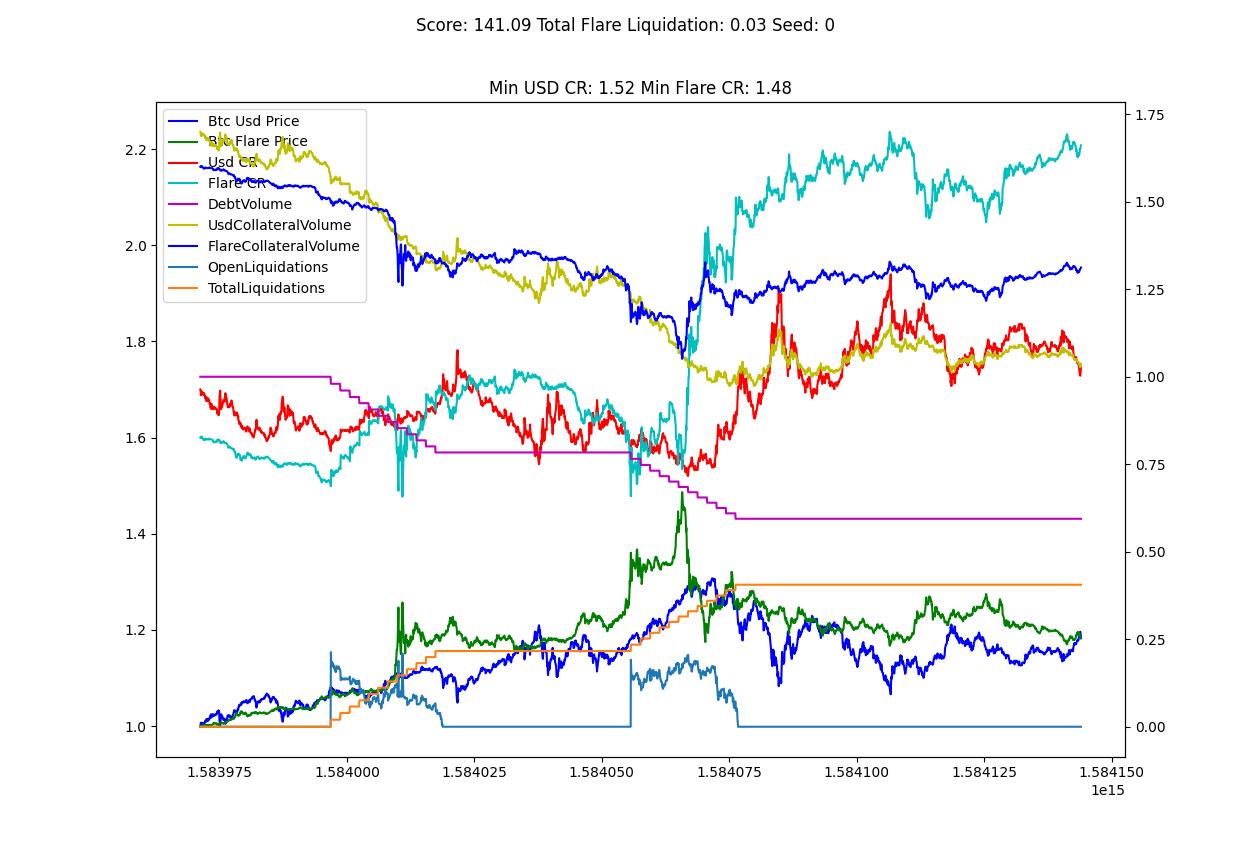 Score: 141.09 Total Flare Liquidation: 0.03 Seed: 0
Min USD CR: 1.52 Min Flare CR: 1.48
Btc Usd Price
Btc Flare Price
Usd CR
Flare CR
DebtVolume
UsdCollateralVolume
FlareCollateralVolume
OpenLiquidations
TotalLiquidations
2.2
2.0
1.8
1.6
1.4
1.2
1.0
1.75
1.50
1.25
1.00
0.75
0.50
0.25
0.00
1.583975
1.584000
1.584025
1.584050
1.584075
1.584100
1.584125
1.584150
1e15